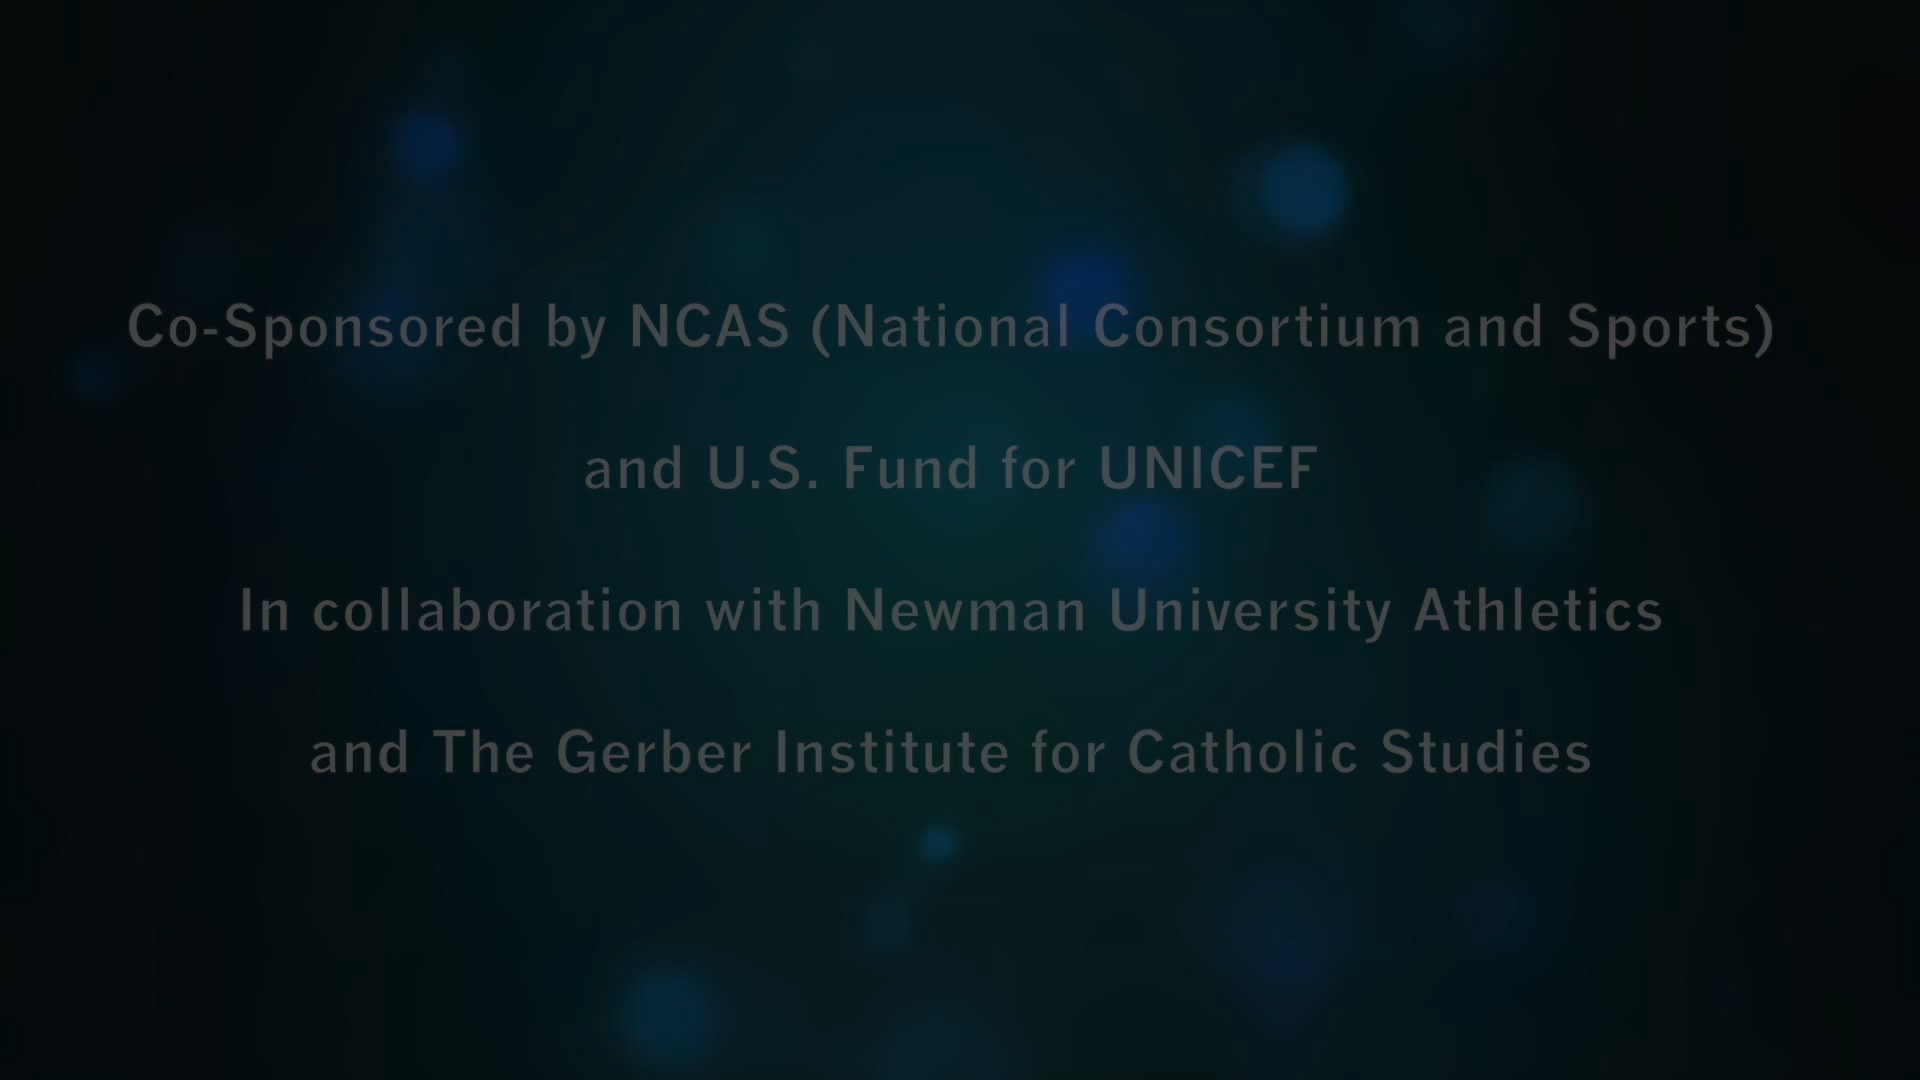 Co-Sponsored by NCAS (National Consortium and Sports)
and U.S. Fund for UNICEF
In collaboration with Newman University Athletics
and The Gerber Institute for Catholic Studies